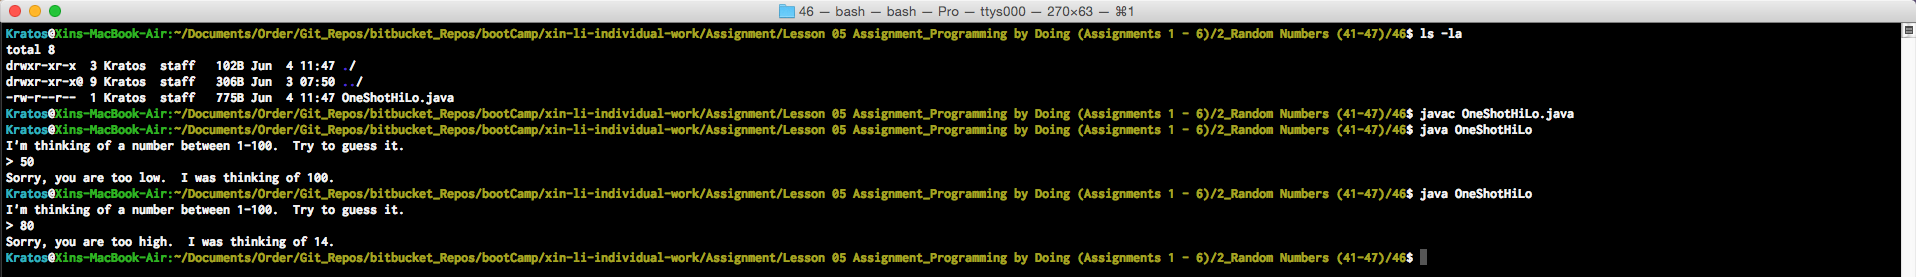 46 — bash — bash — Pro — ttys000 — 270×63 — ⌘1
Kratos@Xins-MacBook-Air:~/Documents/Order/Git_Repos/bitbucket_Repos/bootCamp/xin-li-individual-work/Assignment/Lesson 05 Assignment_Programming by Doing (Assignments 1 - 6)/2_Random Numbers (41-47)/46$ ls -la
total 8
drwxr-xr-x  3 Kratos  staff   102B Jun  4 11:47 ./
drwxr-xr-x@ 9 Kratos  staff   306B Jun  3 07:50 ../
-rw-r--r--  1 Kratos  staff   775B Jun  4 11:47 OneShotHiLo.java
Kratos@Xins-MacBook-Air:~/Documents/Order/Git_Repos/bitbucket_Repos/bootCamp/xin-li-individual-work/Assignment/Lesson 05 Assignment_Programming by Doing (Assignments 1 - 6)/2_Random Numbers (41-47)/46$ javac OneShotHiLo.java
Kratos@Xins-MacBook-Air:~/Documents/Order/Git_Repos/bitbucket_Repos/bootCamp/xin-li-individual-work/Assignment/Lesson 05 Assignment_Programming by Doing (Assignments 1 - 6)/2_Random Numbers (41-47)/46$ java OneShotHiLo
I'm thinking of a number between 1-100.  Try to guess it.
> 50
Sorry, you are too low.  I was thinking of 100.
Kratos@Xins-MacBook-Air:~/Documents/Order/Git_Repos/bitbucket_Repos/bootCamp/xin-li-individual-work/Assignment/Lesson 05 Assignment_Programming by Doing (Assignments 1 - 6)/2_Random Numbers (41-47)/46$ java OneShotHiLo
I'm thinking of a number between 1-100.  Try to guess it.
> 80
Sorry, you are too high.  I was thinking of 14.
Kratos@Xins-MacBook-Air:~/Documents/Order/Git_Repos/bitbucket_Repos/bootCamp/xin-li-individual-work/Assignment/Lesson 05 Assignment_Programming by Doing (Assignments 1 - 6)/2_Random Numbers (41-47)/46$